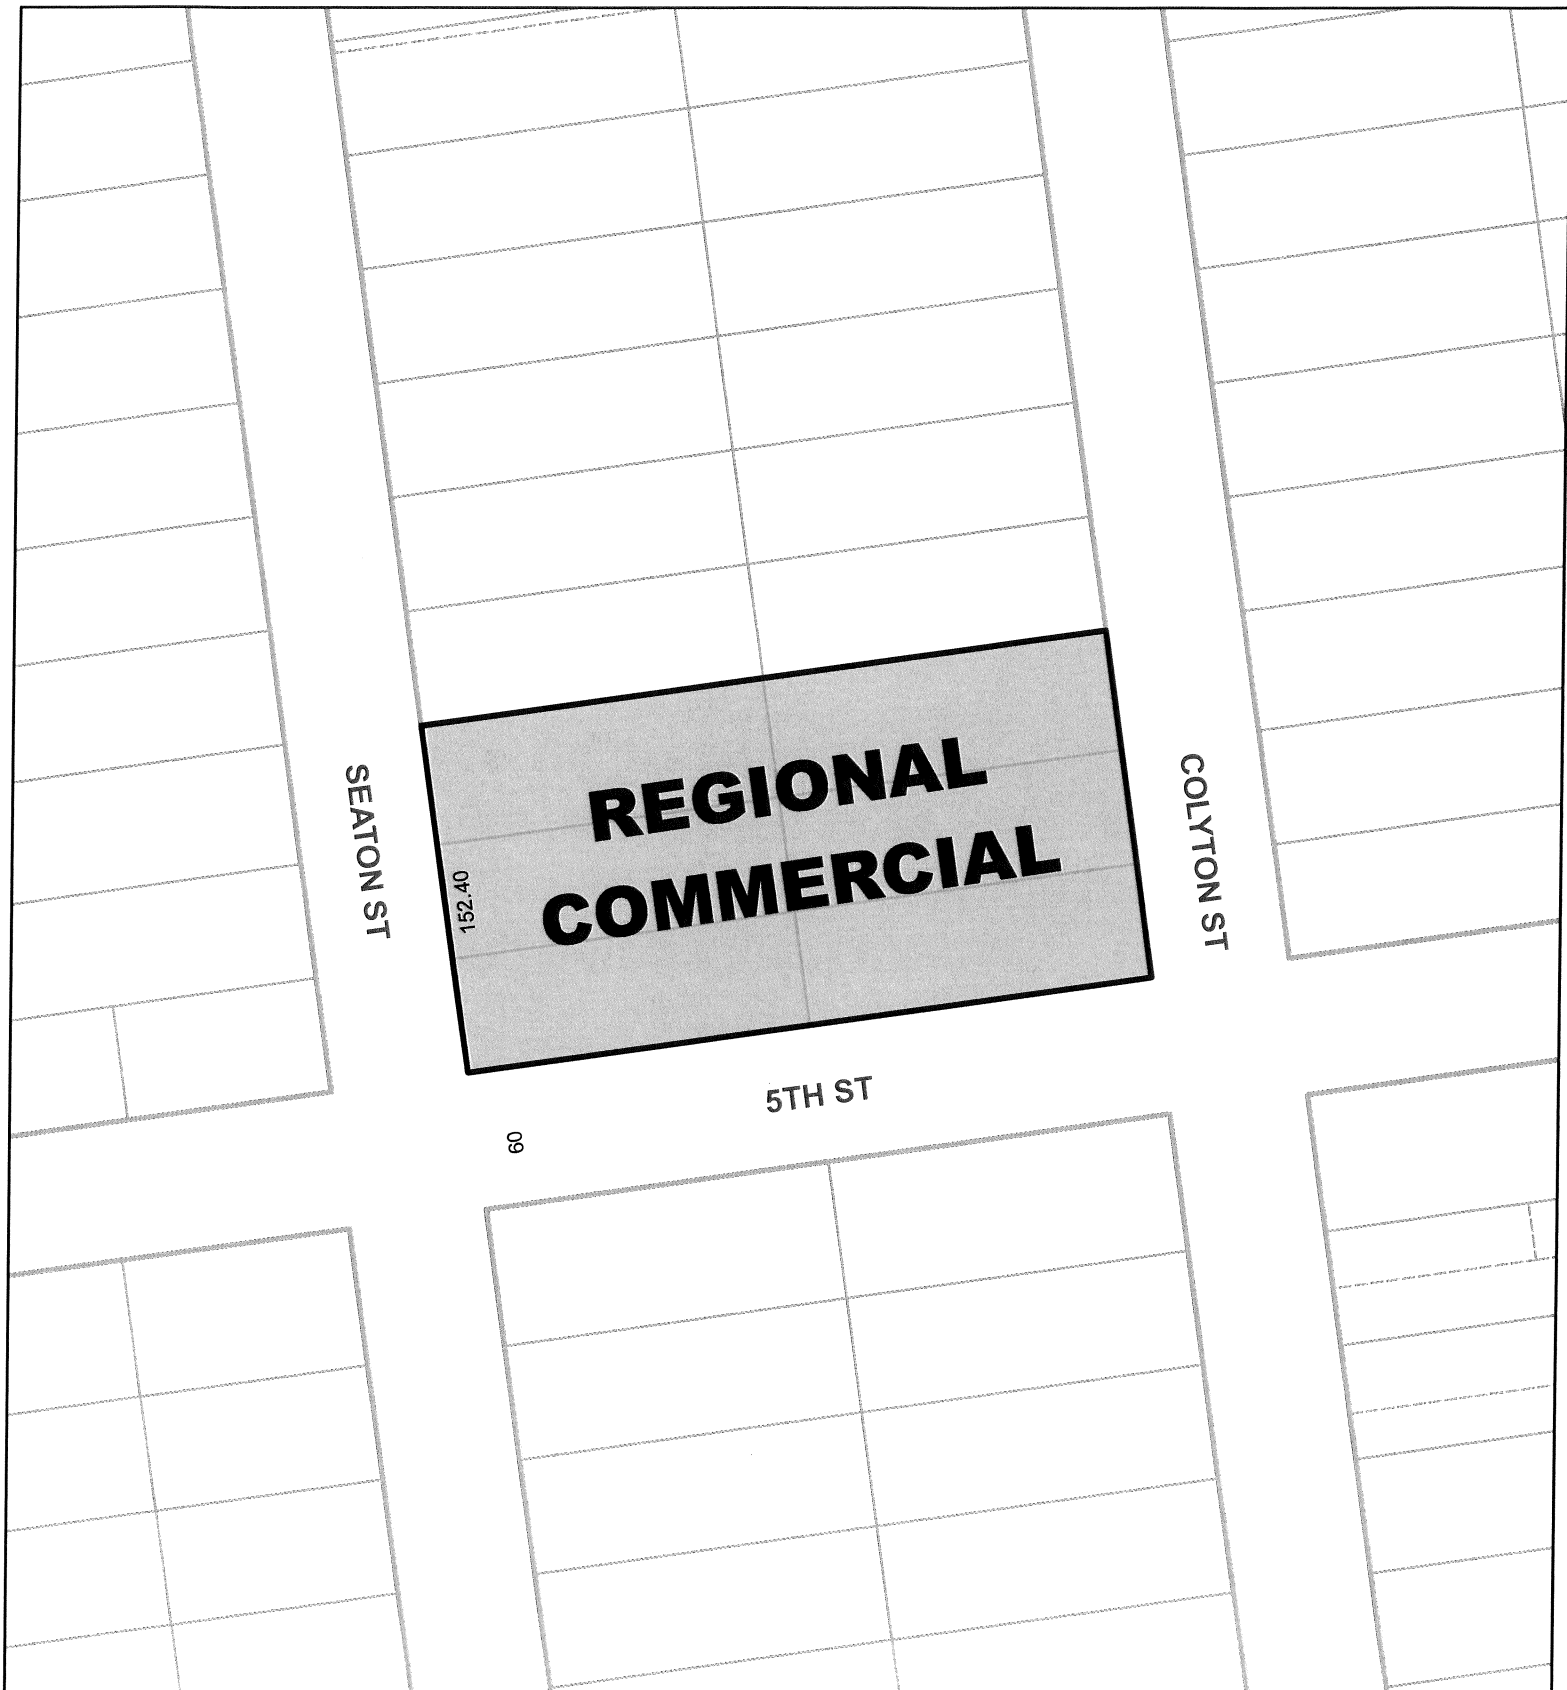 REGIONAL
COMMERCIAL
SEATON ST
152.40
COLYTON ST
5TH ST
60